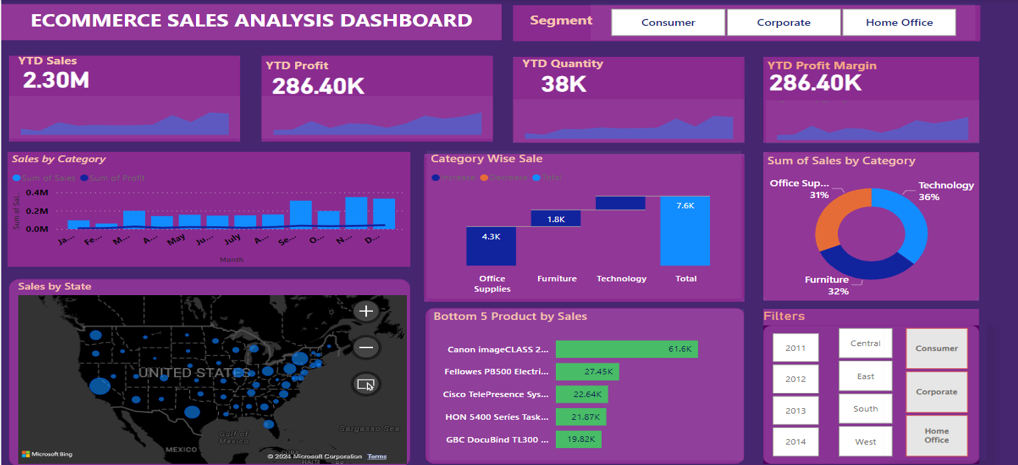 ECOMMERCE SALES ANALYSIS DASHBOARD
Segment
Consumer
Corporate
Home Office
YTD Sales
2.30M
YTD Profit
286.40K
YTD Quantity
38K
YTD Profit Margin
286.40K
Sales by Category
Sum of Sales Sum of Profit
Sum of Sal...
0.4M
0.2M
0.0M
Ja... Fe... M... A... May Ju... July A... Se... O... N... D...
Month
Category Wise Sale
Increase Decrease Total
4.3K
1.8K
7.6K
Office
Supplies
Furniture
Technology
Total
Sum of Sales by Category
Office Sup...
31%
Technology
36%
Furniture
32%
Sales by State
UNITED STATES
MEXICO
Gulf of
Mexico
Sargasso Sea
Microsoft Bing
© 2024 Microsoft Corporation Terms
Bottom 5 Product by Sales
Canon imageCLASS 2... 61.6K
Fellowes PB500 Electri... 27.45K
Cisco TelePresence Sys... 22.64K
HON 5400 Series Task... 21.87K
GBC DocuBind TL300 ... 19.82K
Filters
2011
2012
2013
2014
Central
East
South
West
Consumer
Corporate
Home
Office